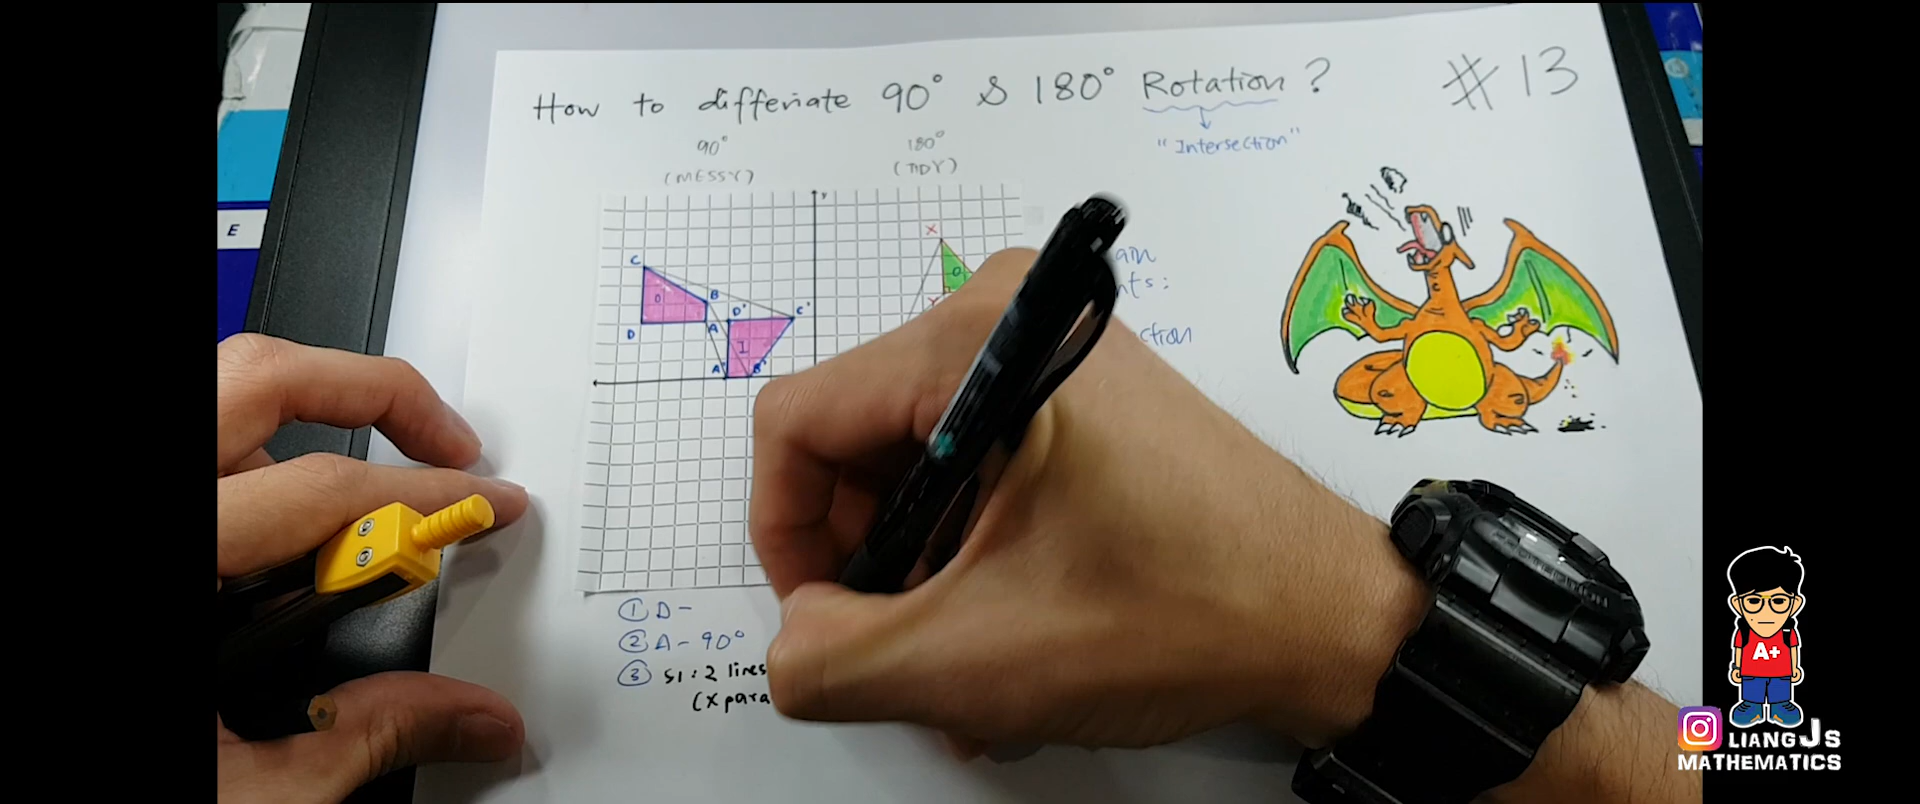 How to differiate 90° & 180° Rotation ?
# 13
"Intersection"
90°
(MESSY)
180°
(TIDY)
y
C
O
B
D
A
D'
C'
I
A'
B'
X
O
Y
E
① D -
② A - 90°
③ S1 : 2 lines
(x para
A+
LIANGJS
MATHEMATICS